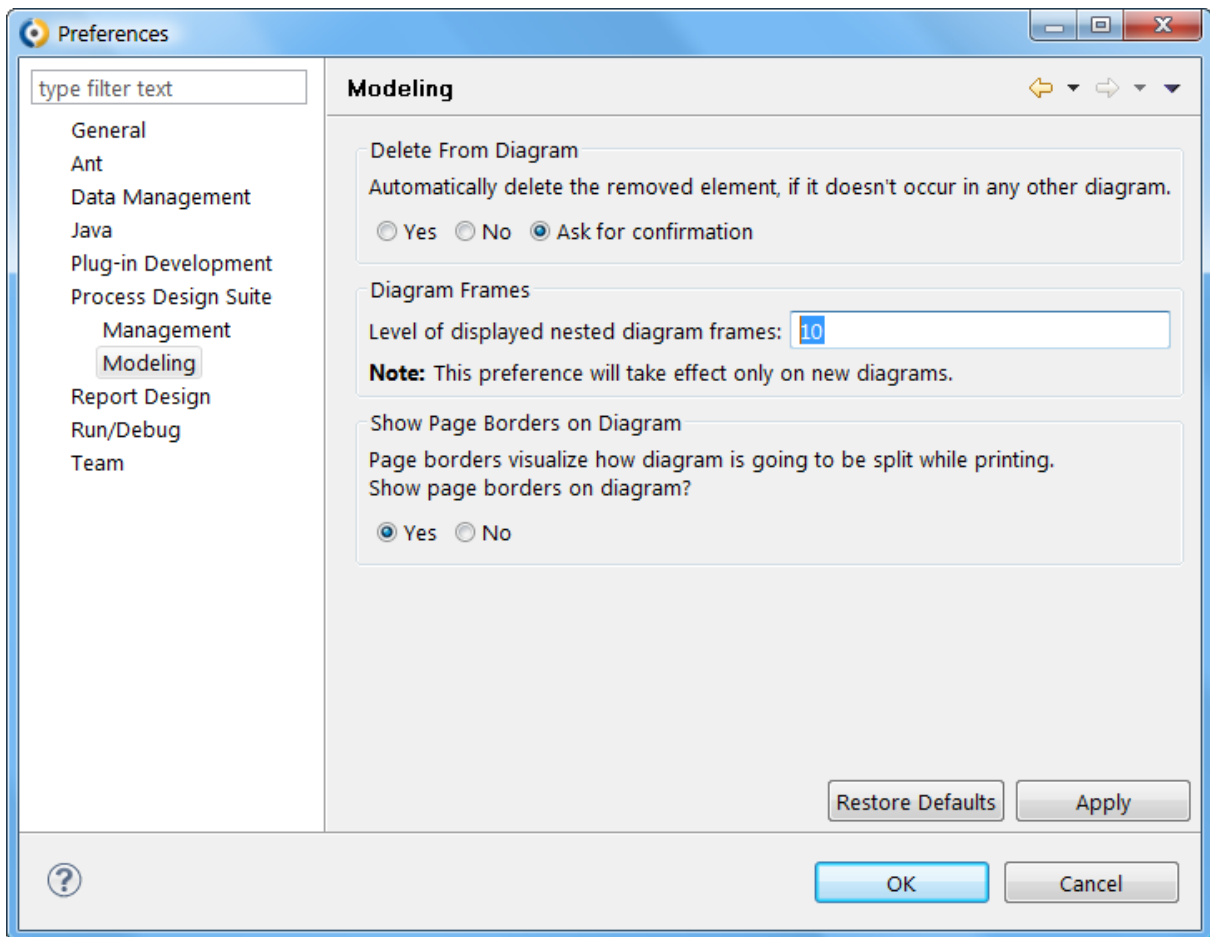 Preferences
type filter text
General
Ant
Data Management
Java
Plug-in Development
Process Design Suite
Management
Modeling
Report Design
Run/Debug
Team
Modeling
Delete From Diagram
Automatically delete the removed element, if it doesn't occur in any other diagram.
Yes No Ask for confirmation
Diagram Frames
Level of displayed nested diagram frames: 10
Note: This preference will take effect only on new diagrams.
Show Page Borders on Diagram
Page borders visualize how diagram is going to be split while printing.
Show page borders on diagram?
Yes No
Restore Defaults Apply
? OK Cancel